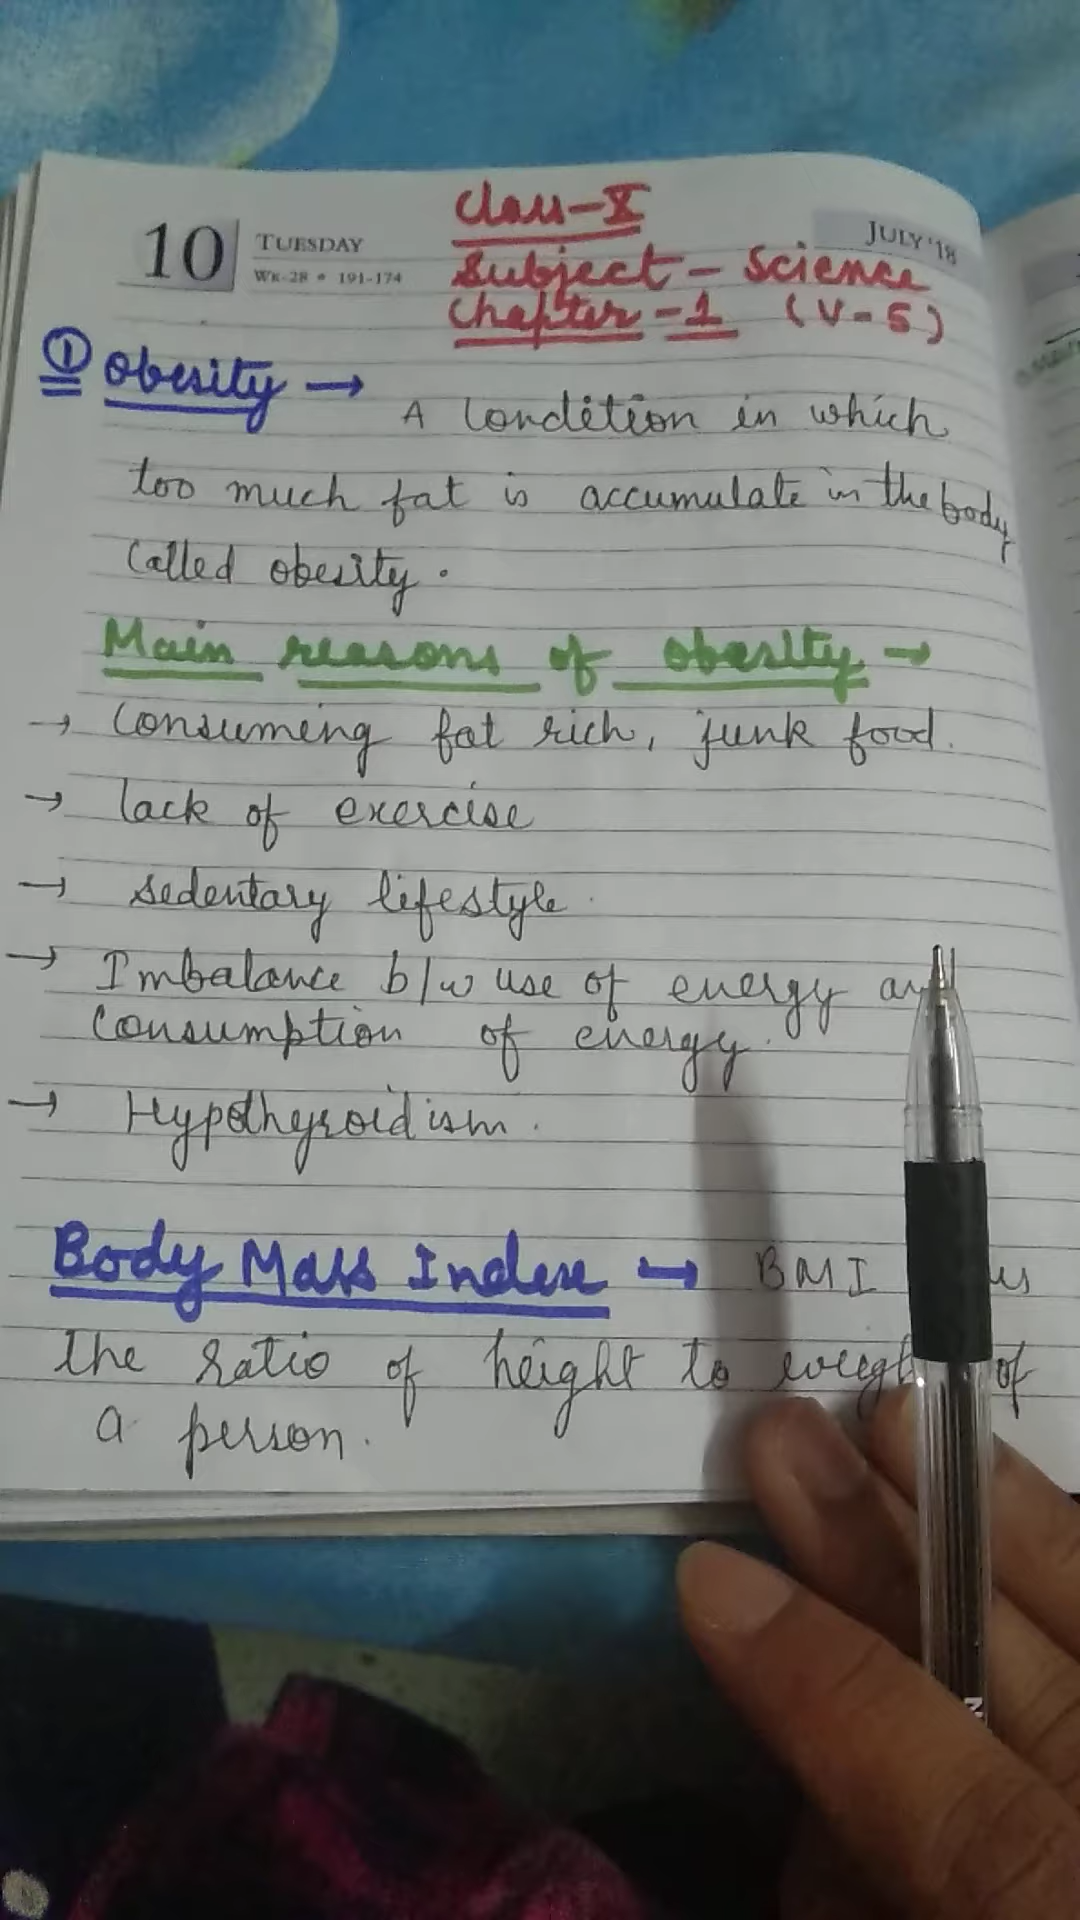 Class-X
10 TUESDAY JULY '18
WK-28 • 191-174
Subject - Science
Chapter -1 (V-5)
① Obesity →
A condition in which
too much fat is accumulate in the body
called obesity.
Main reasons of obesity →
→ Consuming fat rich, junk food.
→ lack of exercise
→ Sedentary lifestyle.
→ Imbalance b/w use of energy
consumption of energy.
→ Hypothyroidism.
Body Mass Index → BMI
the ratio of height to of
a person.